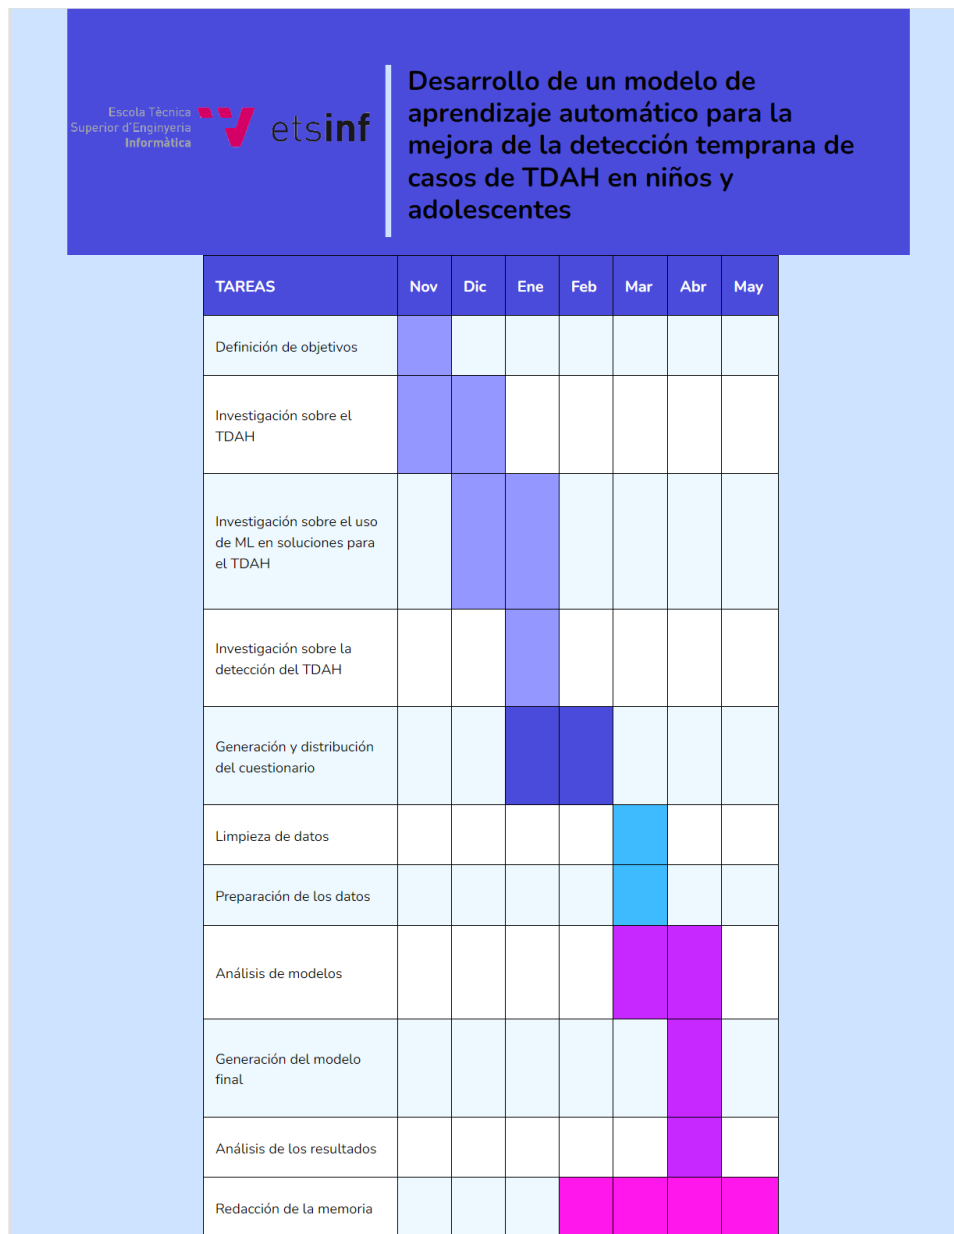 Escola Tècnica
Superior d'Enginyeria
Informàtica
etsinf
Desarrollo de un modelo de
aprendizaje automático para la
mejora de la detección temprana de
casos de TDAH en niños y
adolescentes
TAREAS Nov Dic Ene Feb Mar Abr May
Definición de objetivos
Investigación sobre el
TDAH
Investigación sobre el uso
de ML en soluciones para
el TDAH
Investigación sobre la
detección del TDAH
Generación y distribución
del cuestionario
Limpieza de datos
Preparación de los datos
Análisis de modelos
Generación del modelo
final
Análisis de los resultados
Redacción de la memoria